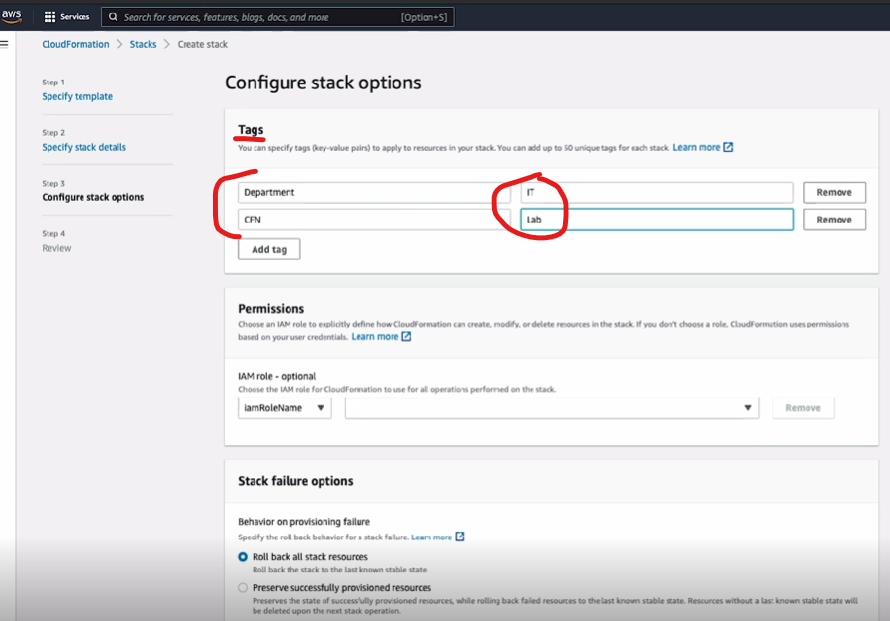 aws
Services
Search for services, features, blogs, docs, and more
[Option+S]
CloudFormation > Stacks > Create stack
Step 1
Specify template
Step 2
Specify stack details
Step 3
Configure stack options
Step 4
Review
Configure stack options
Tags
You can specify tags (key-value pairs) to apply to resources in your stack. You can add up to 50 unique tags for each stack. Learn more
Department
IT
Remove
CFN
Lab
Remove
Add tag
Permissions
Choose an IAM role to explicitly define how CloudFormation can create, modify, or delete resources in the stack. If you don't choose a role, CloudFormation uses permissions
based on your user credentials. Learn more
IAM role - optional
Choose the IAM role for CloudFormation to use for all operations performed on the stack.
iamRoleName
Remove
Stack failure options
Behavior on provisioning failure
Specify the roll back behavior for a stack failure. Learn more
Roll back all stack resources
Roll back the stack to the last known stable state
Preserve successfully provisioned resources
Preserves the state of successfully provisioned resources, while rolling back failed resources to the last known stable state. Resources without a last known stable state will
be deleted upon the next stack operation.